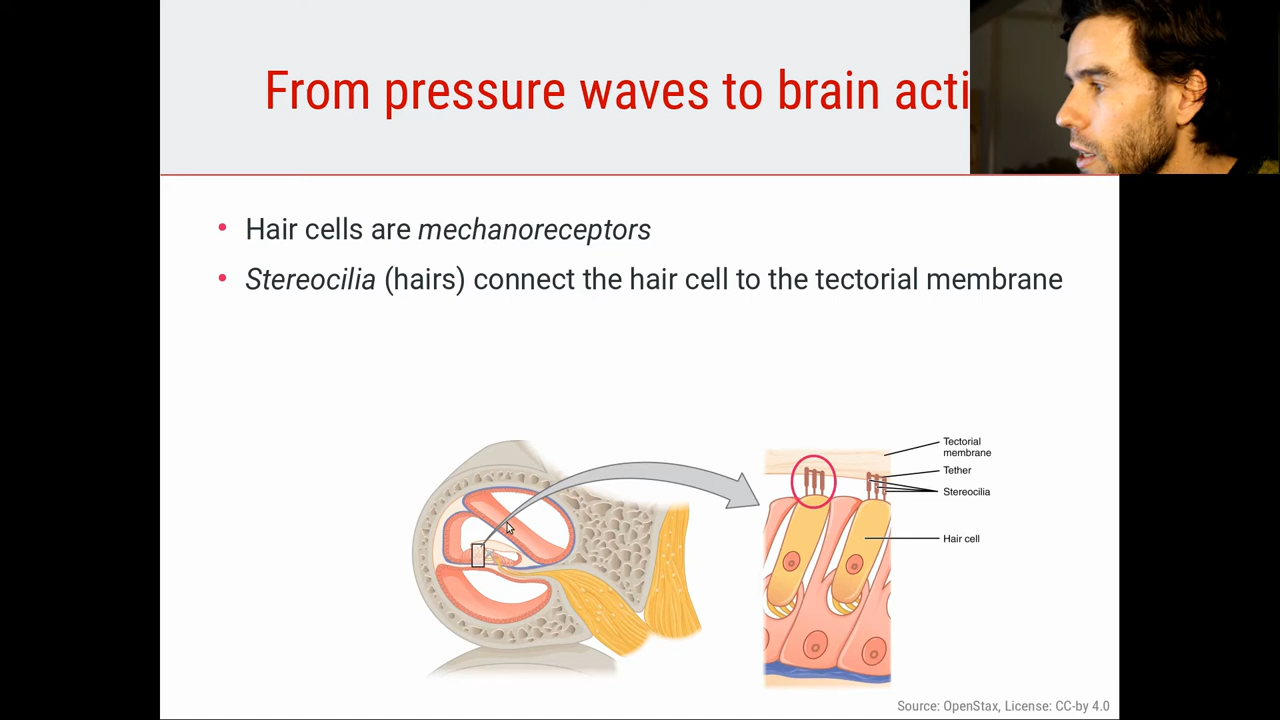 From pressure waves to brain acti
• Hair cells are mechanoreceptors
• Stereocilia (hairs) connect the hair cell to the tectorial membrane
Tectorial
membrane
Tether
Stereocilia
Hair cell
Source: OpenStax, License: CC-by 4.0